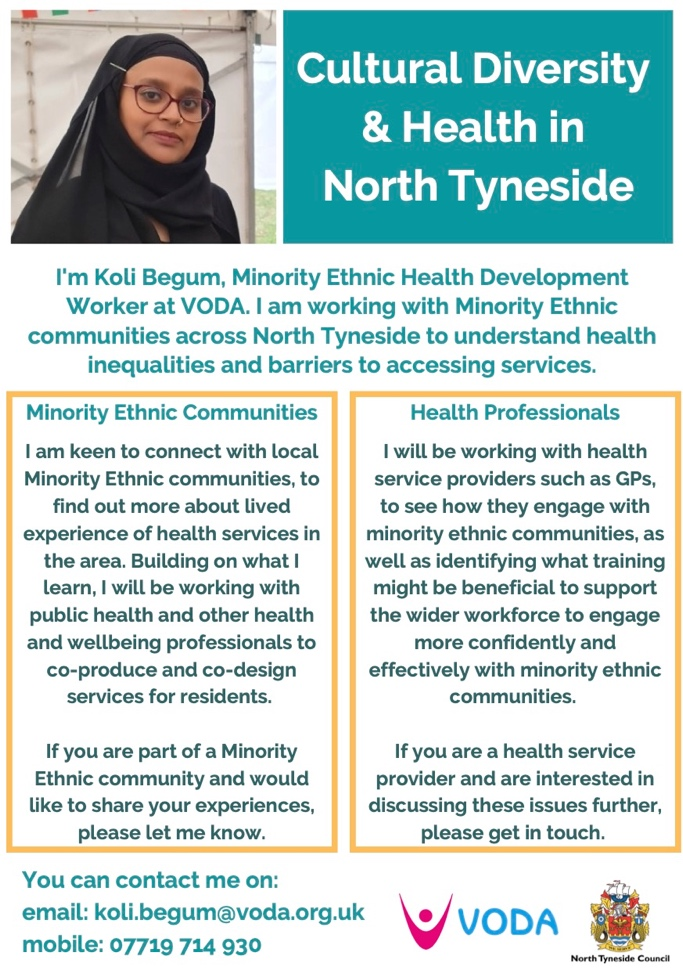 Cultural Diversity
& Health in
North Tyneside
I'm Koli Begum, Minority Ethnic Health Development
Worker at VODA. I am working with Minority Ethnic
communities across North Tyneside to understand health
inequalities and barriers to accessing services.
Minority Ethnic Communities
I am keen to connect with local
Minority Ethnic communities, to
find out more about lived
experience of health services in
the area. Building on what I
learn, I will be working with
public health and other health
and wellbeing professionals to
co-produce and co-design
services for residents.
If you are part of a Minority
Ethnic community and would
like to share your experiences,
please let me know.
Health Professionals
I will be working with health
service providers such as GPs,
to see how they engage with
minority ethnic communities, as
well as identifying what training
might be beneficial to support
the wider workforce to engage
more confidently and
effectively with minority ethnic
communities.
If you are a health service
provider and are interested in
discussing these issues further,
please get in touch.
You can contact me on:
email: koli.begum@voda.org.uk
mobile: 07719 714 930
VODA
North Tyneside Council